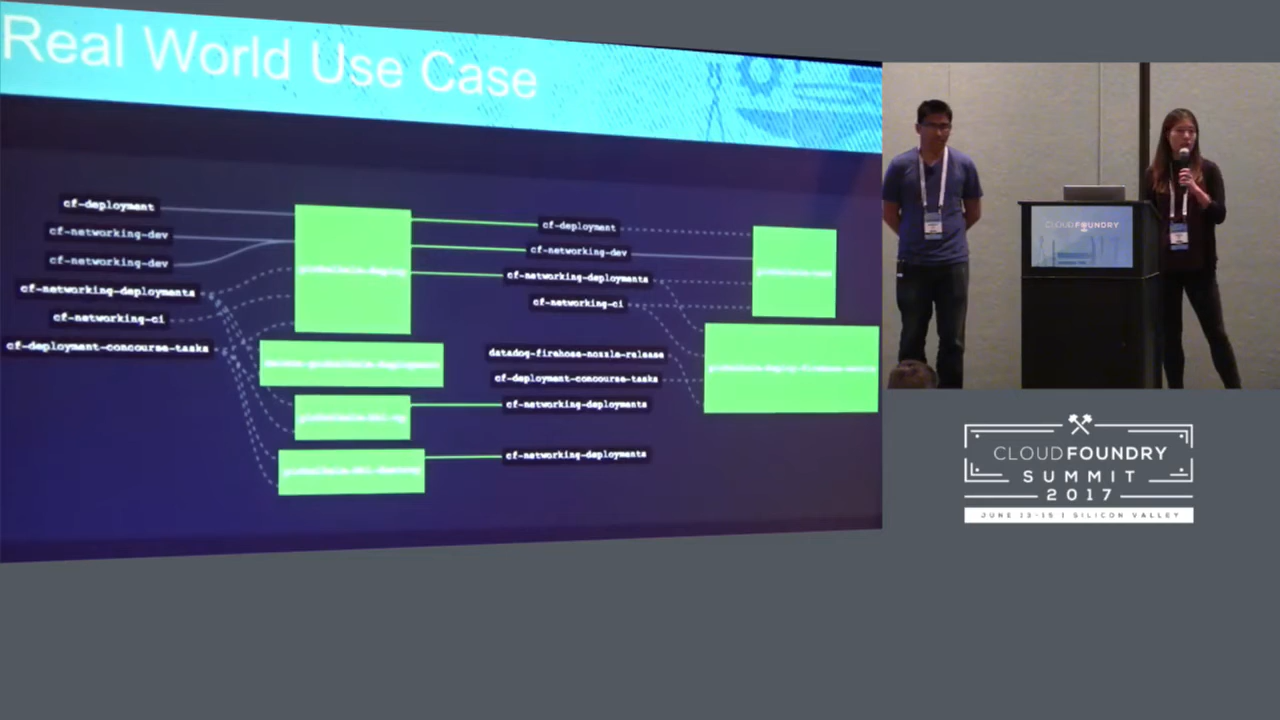 Real World Use Case
cf-deployment
cf-networking-dev
cf-networking-dev
cf-networking-deployments
cf-networking-ci
cf-deployment-concourse-tasks
cf-deployment
cf-networking-dev
cf-networking-deployments
cf-networking-ci
datadog-firehose-nozzle-release
cf-deployment-concourse-tasks
cf-networking-deployments
cf-networking-deployments
CLOUDFOUNDRY
CLOUDFOUNDRY
SUMMIT
2017
JUNE 13-15 | SILICON VALLEY